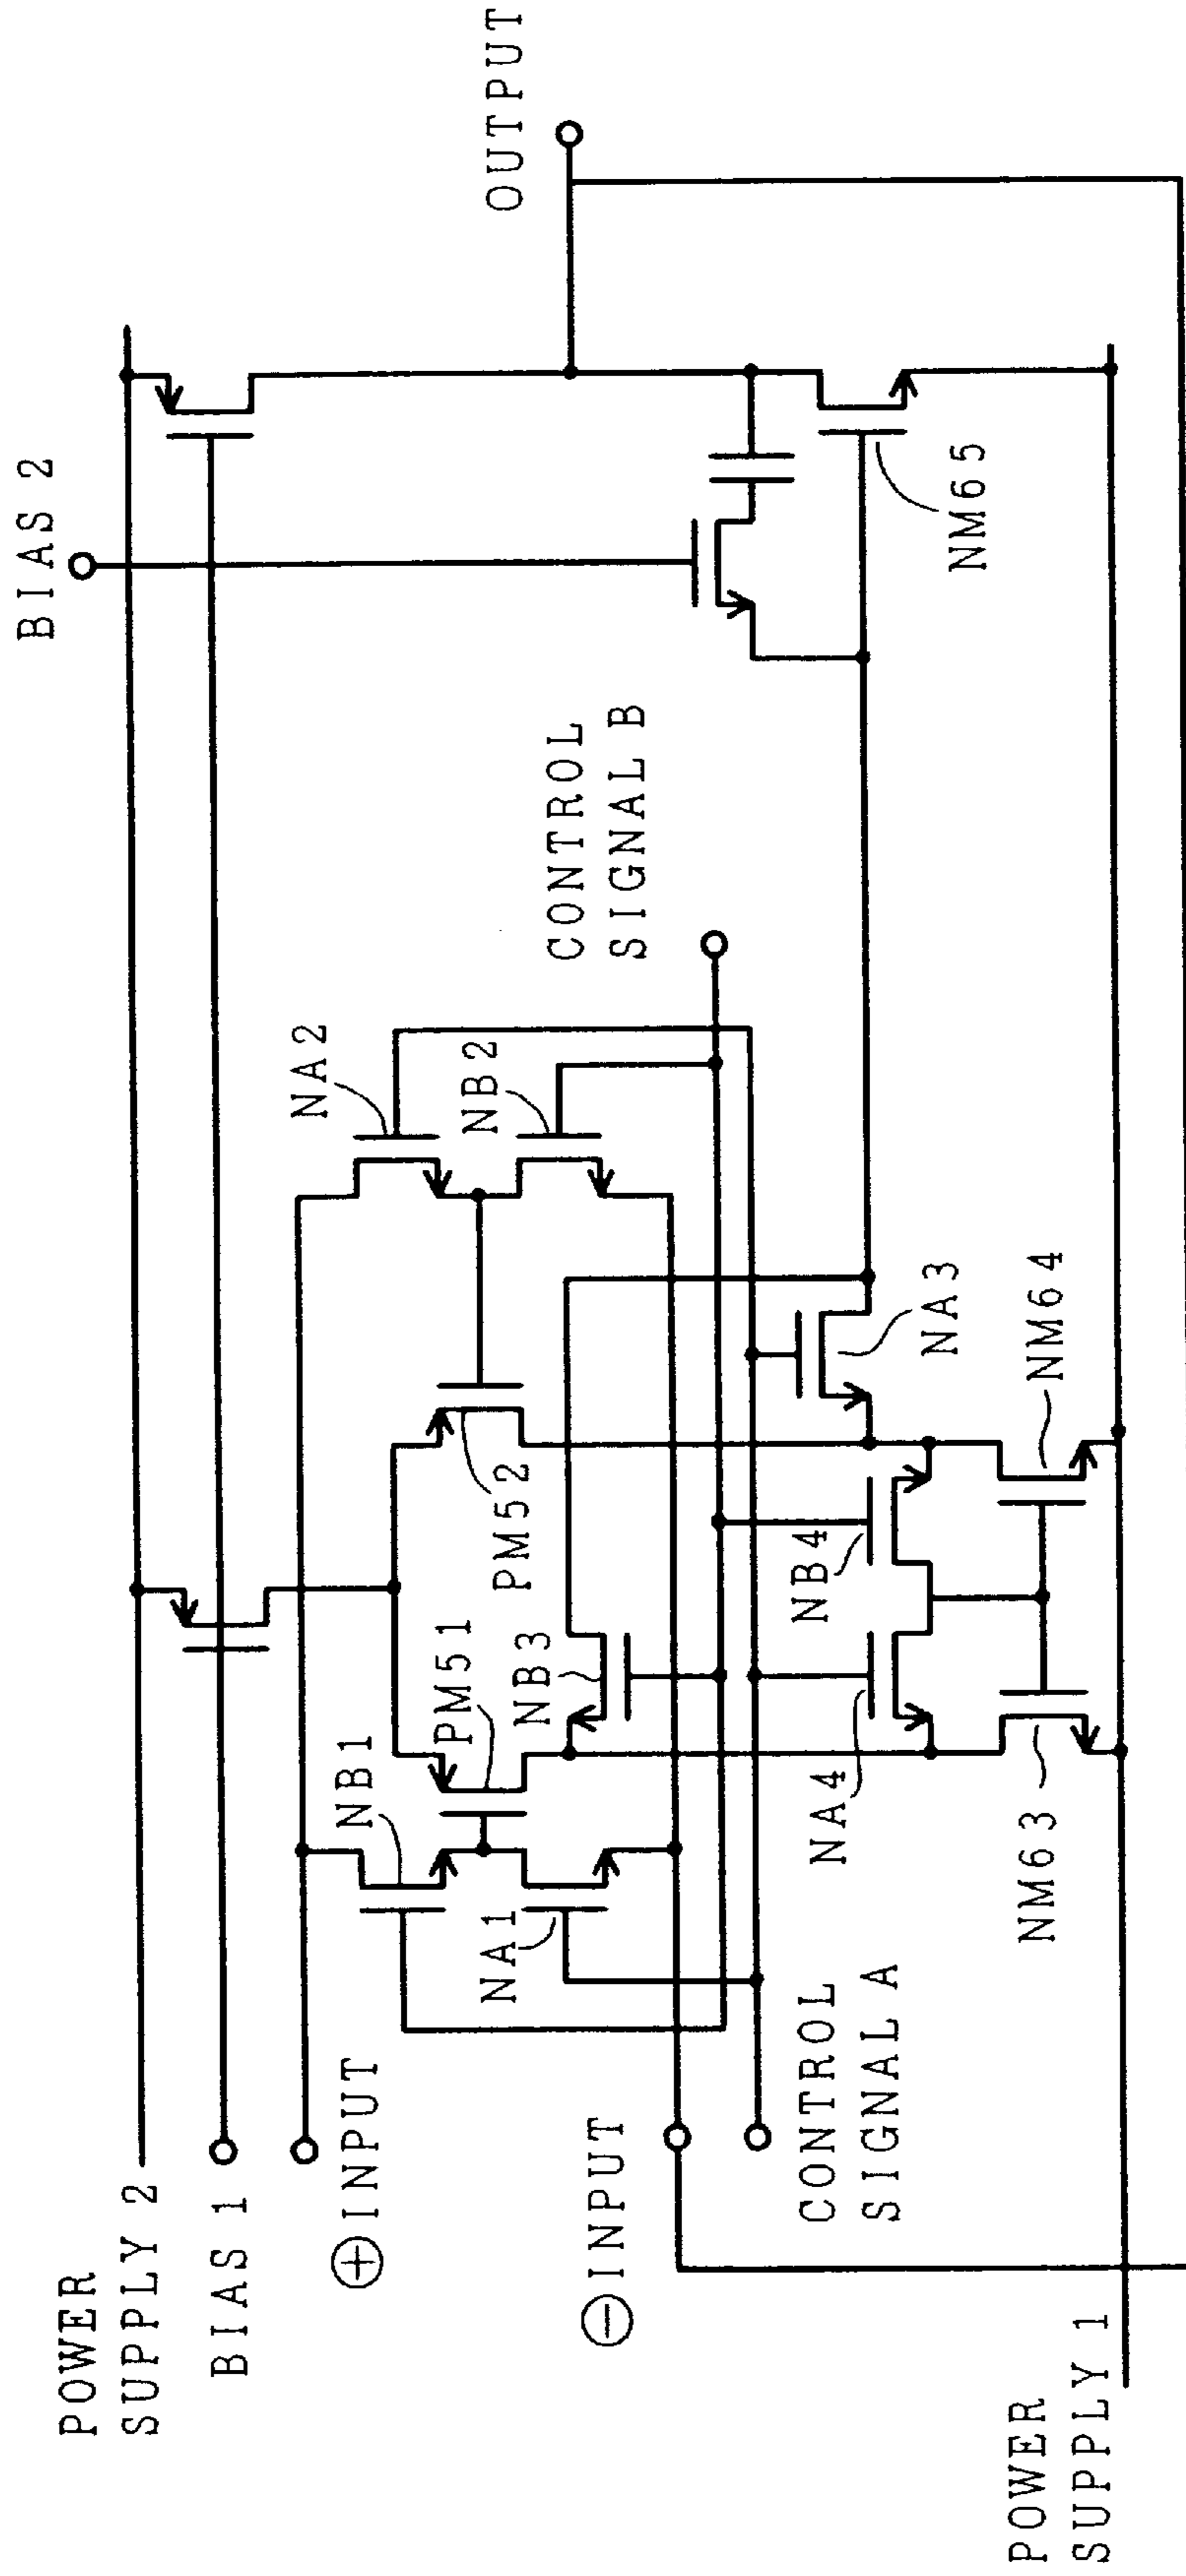 POWER
SUPPLY 2
BIAS 1
⊕INPUT
⊖INPUT
CONTROL
SIGNAL A
POWER
SUPPLY 1
BIAS 2
OUTPUT
CONTROL
SIGNAL B
NA2
NB2
NB1
PM51
PM52
NA1
NB3
NB4
NA3
NA4
NM63
NM64
NM65